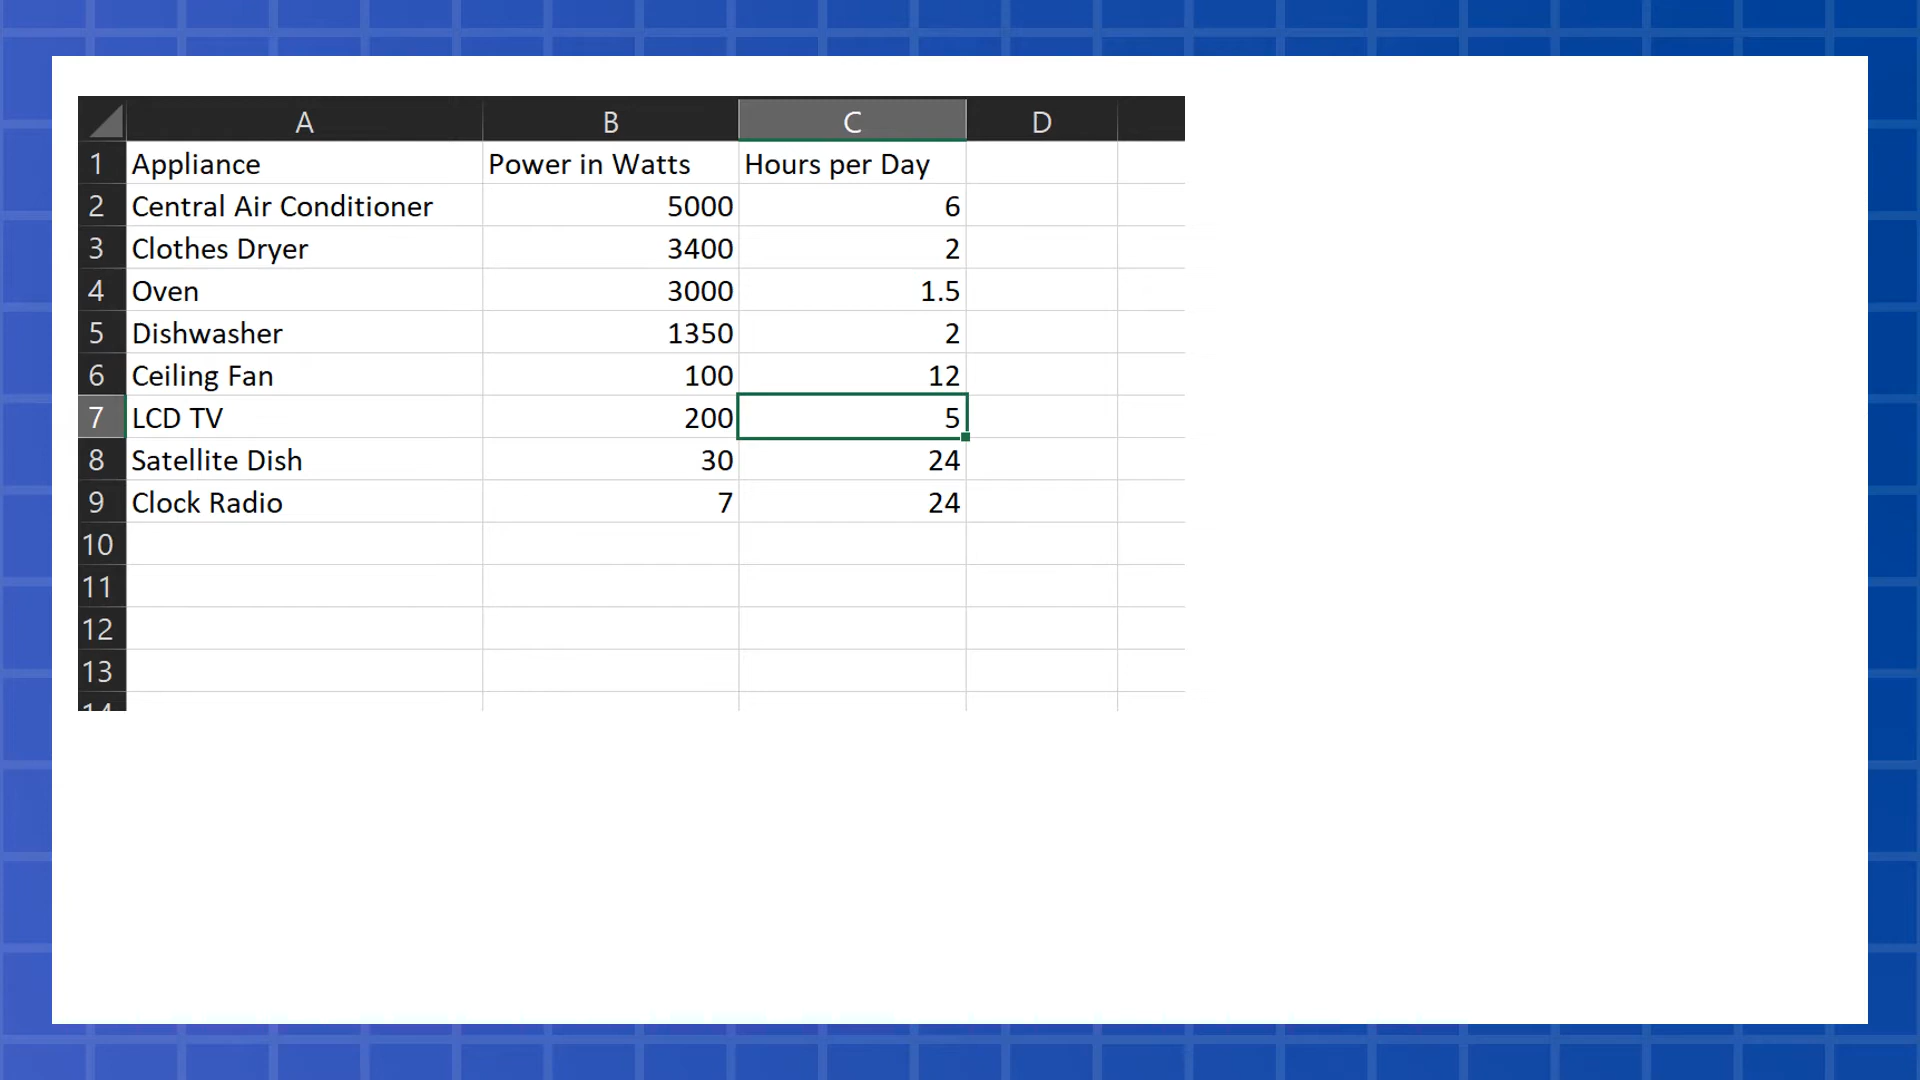 A B C D
1 Appliance Power in Watts Hours per Day
2 Central Air Conditioner 5000 6
3 Clothes Dryer 3400 2
4 Oven 3000 1.5
5 Dishwasher 1350 2
6 Ceiling Fan 100 12
7 LCD TV 200 5
8 Satellite Dish 30 24
9 Clock Radio 7 24
10
11
12
13
14